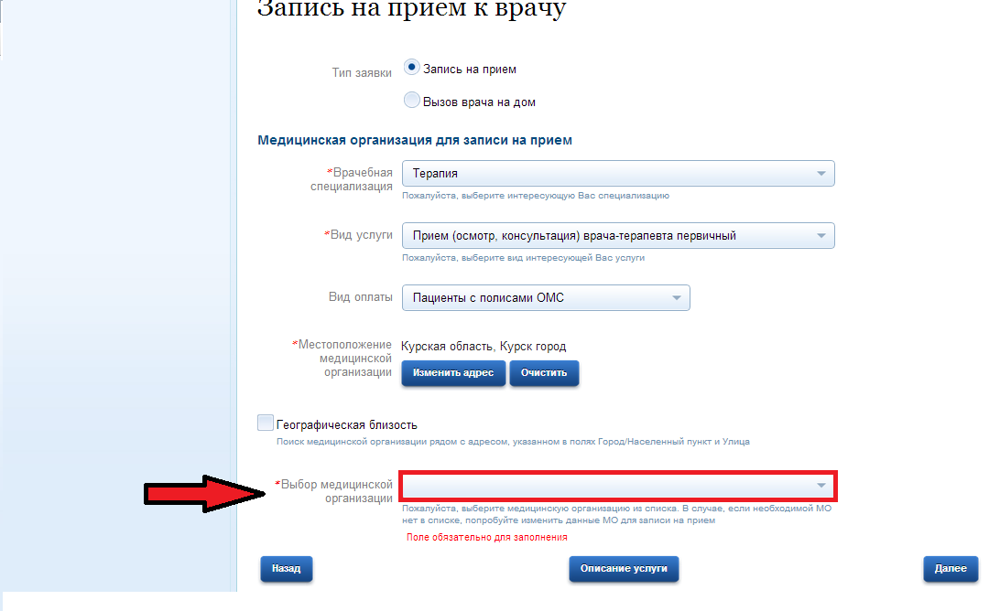 Запись на прием к врачу
Тип заявки
Запись на прием
Вызов врача на дом
Медицинская организация для записи на прием
*Врачебная
специализация
Терапия
Пожалуйста, выберите интересующую Вас специализацию
*Вид услуги
Прием (осмотр, консультация) врача-терапевта первичный
Пожалуйста, выберите вид интересующей Вас услуги
Вид оплаты
Пациенты с полисами ОМС
*Местоположение
медицинской
организации
Курская область, Курск город
Изменить адрес
Очистить
Географическая близость
Поиск медицинской организации рядом с адресом, указанном в полях Город/Населенный пункт и Улица
*Выбор медицинской
организации
Пожалуйста, выберите медицинскую организацию из списка. В случае, если необходимой МО
нет в списке, попробуйте изменить данные МО для записи на прием
Поле обязательно для заполнения
Назад
Описание услуги
Далее